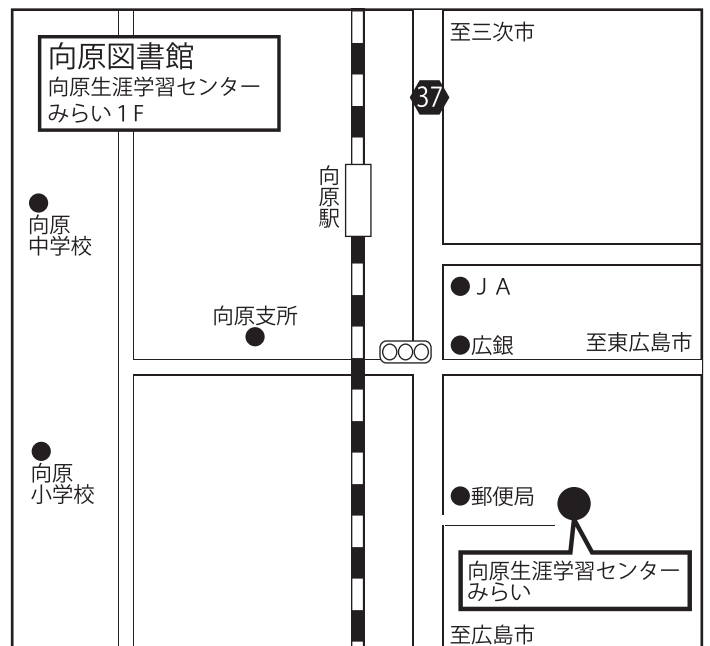 向原図書館
向原生涯学習センター
みらい1F
至三次市
37
向原駅
向原
中学校
JA
向原支所
広銀
至東広島市
向原
小学校
郵便局
向原生涯学習センター
みらい
至広島市